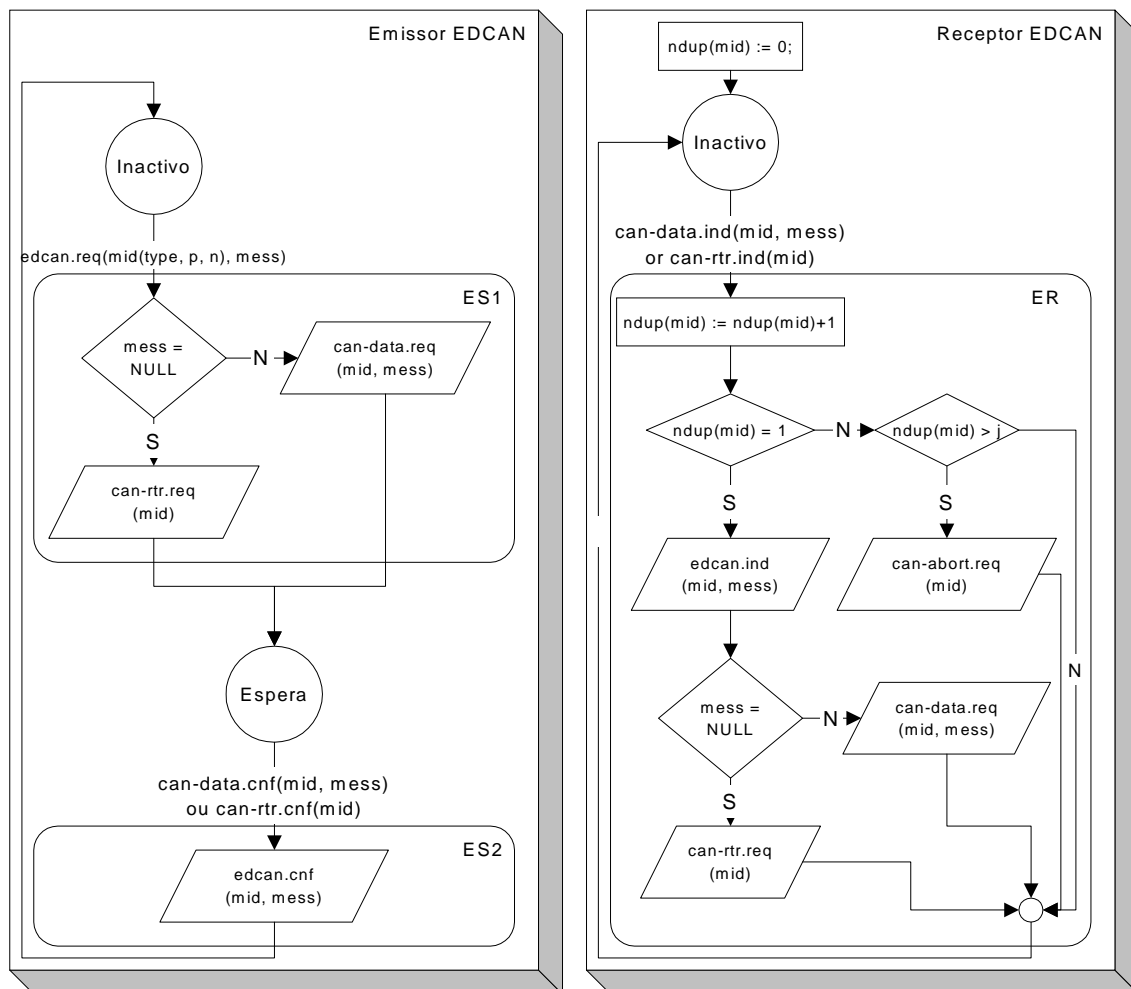 Emissor EDCAN
Inactivo
edcan.req(mid(type, p, n), mess)
ES1
mess =
NULL
N
can-data.req
(mid, mess)
S
can-rtr.req
(mid)
Espera
can-data.cnf(mid, mess)
ou can-rtr.cnf(mid)
ES2
edcan.cnf
(mid, mess)
Receptor EDCAN
ndup(mid) := 0;
Inactivo
can-data.ind(mid, mess)
or can-rtr.ind(mid)
ER
ndup(mid) := ndup(mid)+1
ndup(mid) = 1
N
ndup(mid) > j
S
S
edcan.ind
(mid, mess)
can-abort.req
(mid)
N
mess =
NULL
N
can-data.req
(mid, mess)
S
can-rtr.req
(mid)